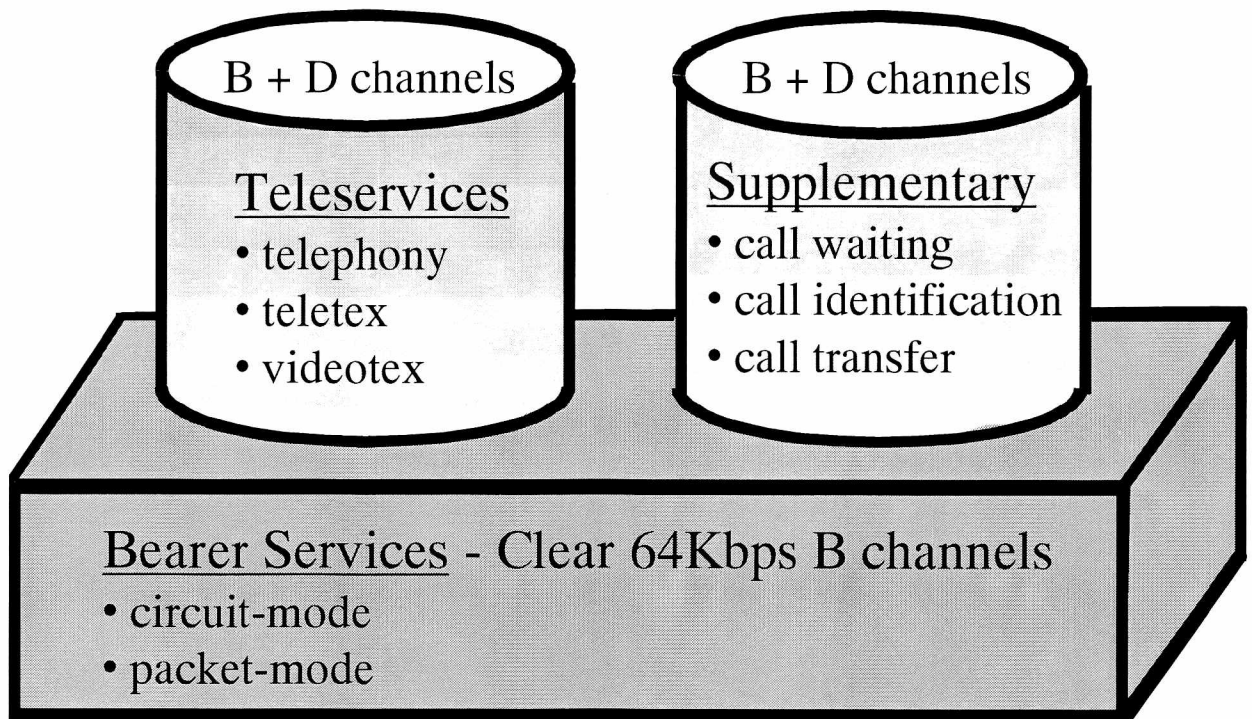 B + D channels
Teleservices
• telephony
• teletex
• videotex
B + D channels
Supplementary
• call waiting
• call identification
• call transfer
Bearer Services - Clear 64Kbps B channels
• circuit-mode
• packet-mode